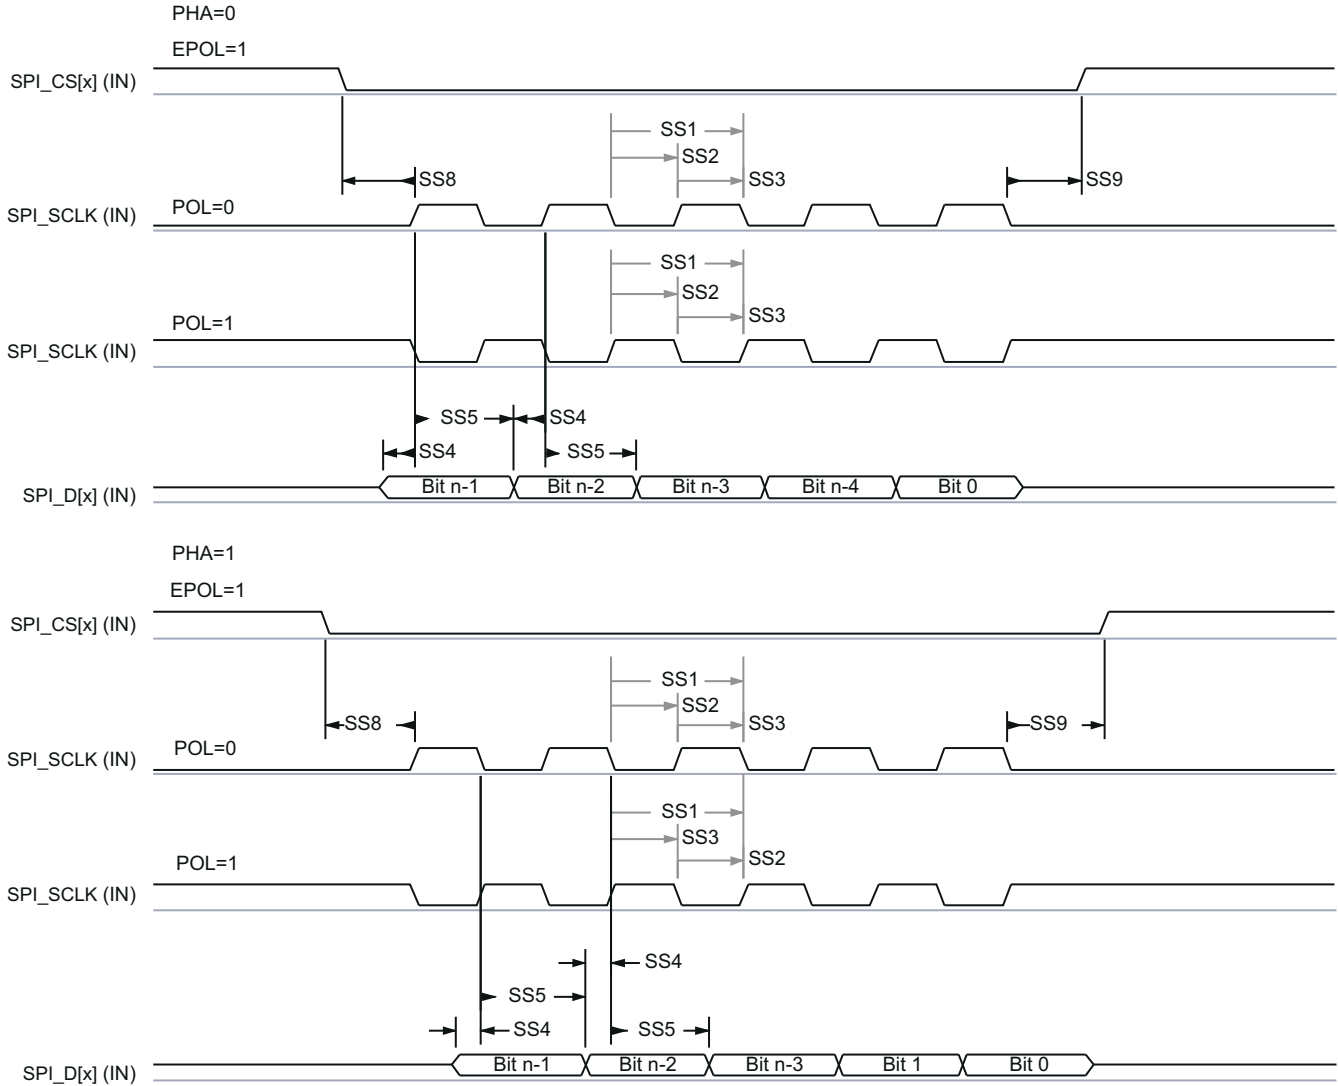 PHA=0
EPOL=1
SPI_CS[x] (IN)
SS1
SS2
SS8
SS3
SS9
SPI_SCLK (IN)
POL=0
SS1
SS2
SS3
POL=1
SPI_SCLK (IN)
SS5
SS4
SS4
SS5
SPI_D[x] (IN)
Bit n-1
Bit n-2
Bit n-3
Bit n-4
Bit 0
PHA=1
EPOL=1
SPI_CS[x] (IN)
SS1
SS2
SS8
SS3
SS9
POL=0
SPI_SCLK (IN)
SS1
SS3
SS2
POL=1
SPI_SCLK (IN)
SS4
SS5
SS4
SS5
SPI_D[x] (IN)
Bit n-1
Bit n-2
Bit n-3
Bit 1
Bit 0